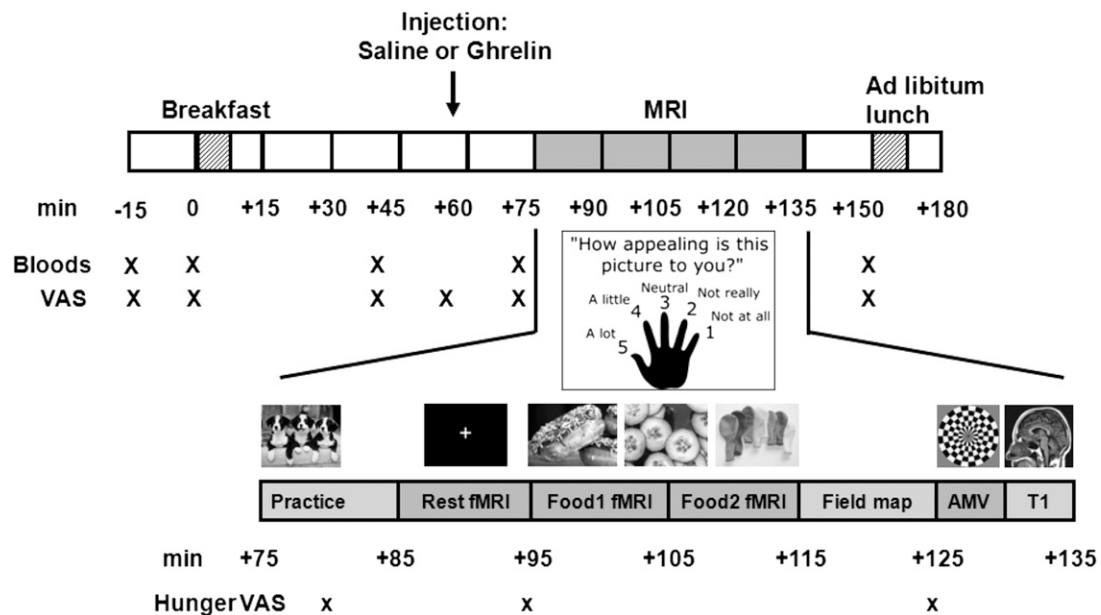 Injection:
Saline or Ghrelin
Breakfast
MRI
Ad libitum
lunch
min -15 0 +15 +30 +45 +60 +75 +90 +105 +120 +135 +150 +180
Bloods X X X X X
VAS X X X X X X
"How appealing is this
picture to you?"
Neutral
A little
Not really
4 3 2
Not at all
A lot
1
5
+
Practice Rest fMRI Food1 fMRI Food2 fMRI Field map AMV T1
min +75 +85 +95 +105 +115 +125 +135
Hunger VAS x x x